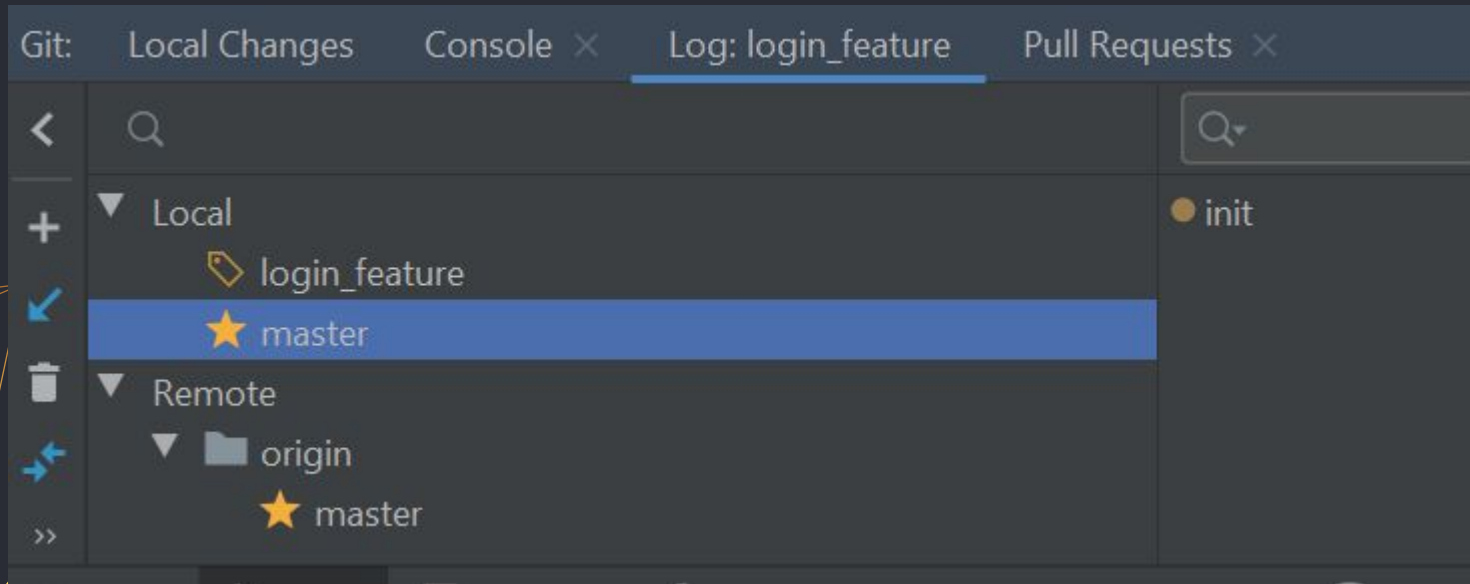 Git: Local Changes Console Log: login_feature Pull Requests
Local
init
login_feature
master
Remote
origin
master